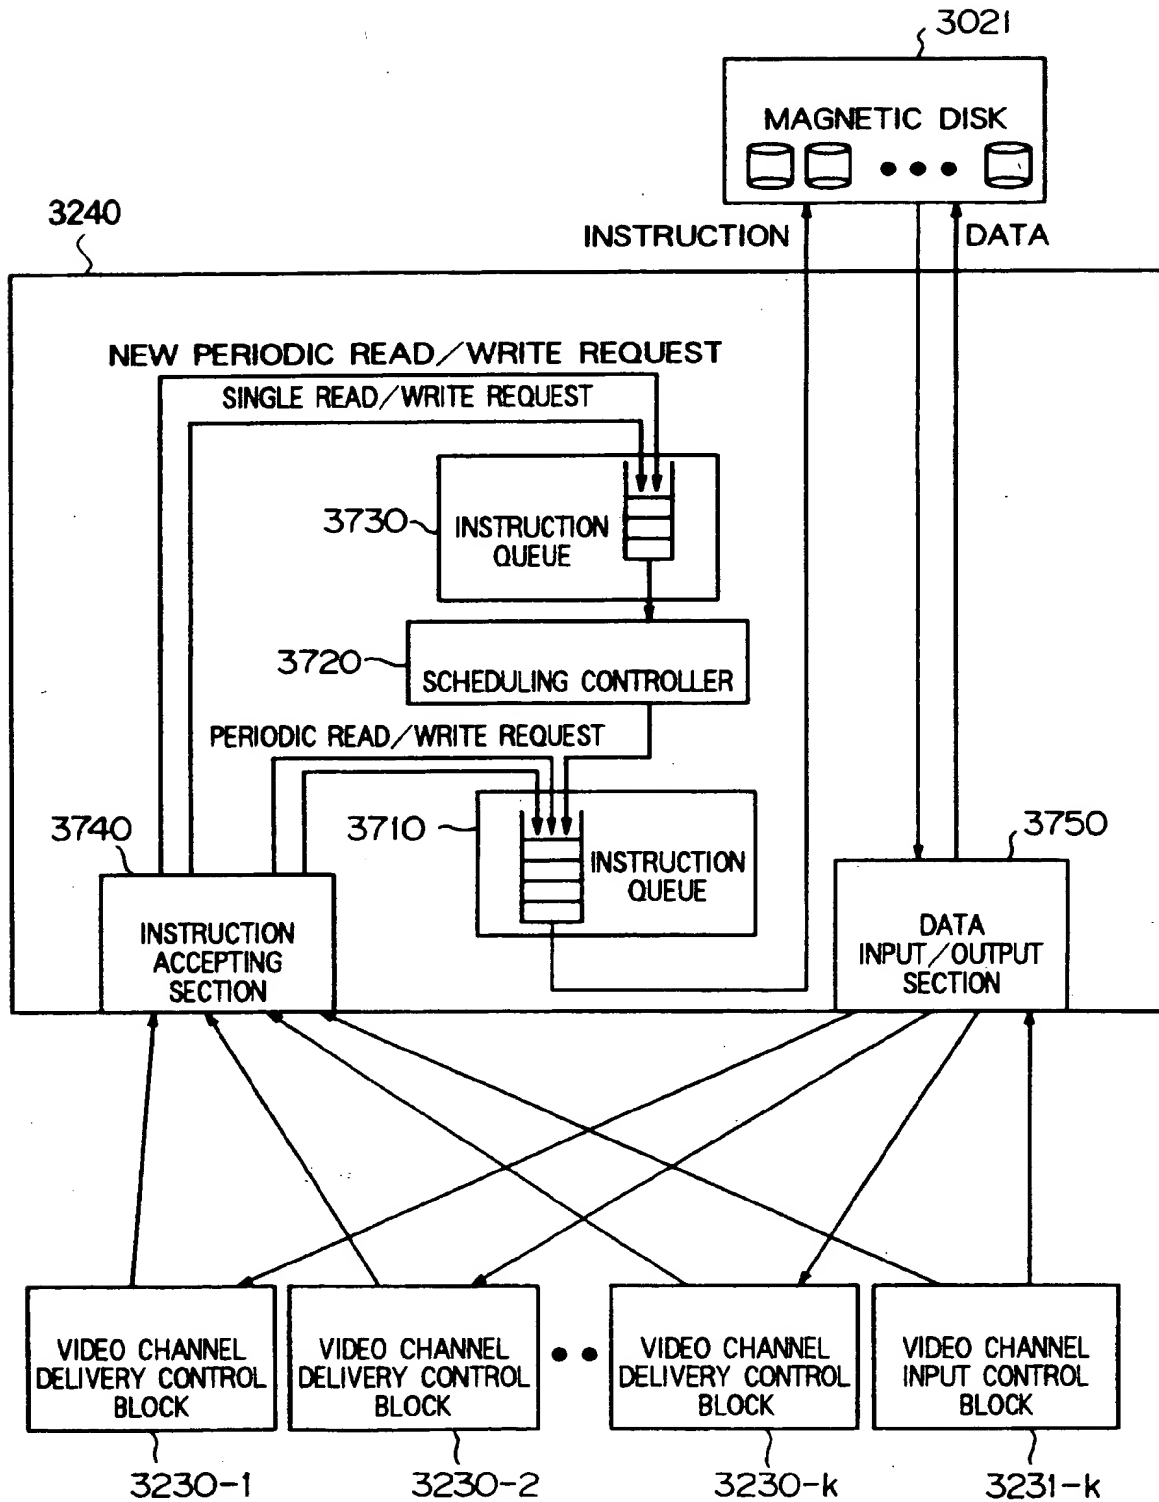 3021
MAGNETIC DISK
3240
INSTRUCTION
DATA
NEW PERIODIC READ/WRITE REQUEST
SINGLE READ/WRITE REQUEST
3730
INSTRUCTION
QUEUE
3720
SCHEDULING CONTROLLER
PERIODIC READ/WRITE REQUEST
3740
3710
3750
INSTRUCTION
QUEUE
INSTRUCTION
ACCEPTING
SECTION
DATA
INPUT/OUTPUT
SECTION
VIDEO CHANNEL
DELIVERY CONTROL
BLOCK
VIDEO CHANNEL
DELIVERY CONTROL
BLOCK
VIDEO CHANNEL
DELIVERY CONTROL
BLOCK
VIDEO CHANNEL
INPUT CONTROL
BLOCK
3230-1
3230-2
3230-k
3231-k